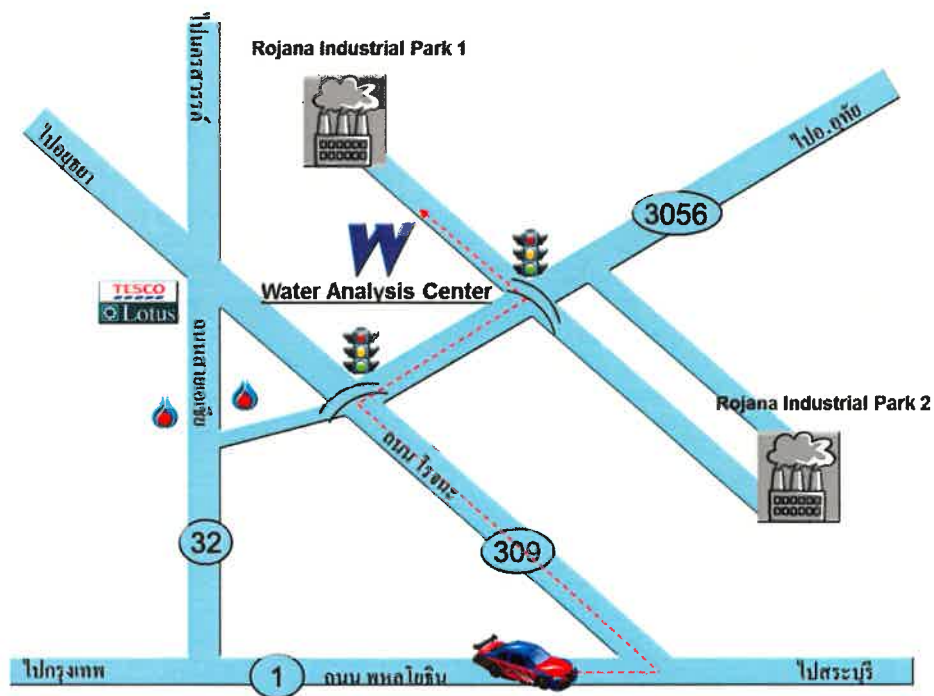 ไปนครสวรรค์
Rojana Industrial Park 1
ไปอยุธยา
ไปอ.อุทัย
3056
W
Water Analysis Center
TESCO
Lotus
ถนนสายเอเซีย
Rojana Industrial Park 2
ถนน โรจนะ
32
309
ไปกรุงเทพ
1
ถนน พหลโยธิน
ไปสระบุรี